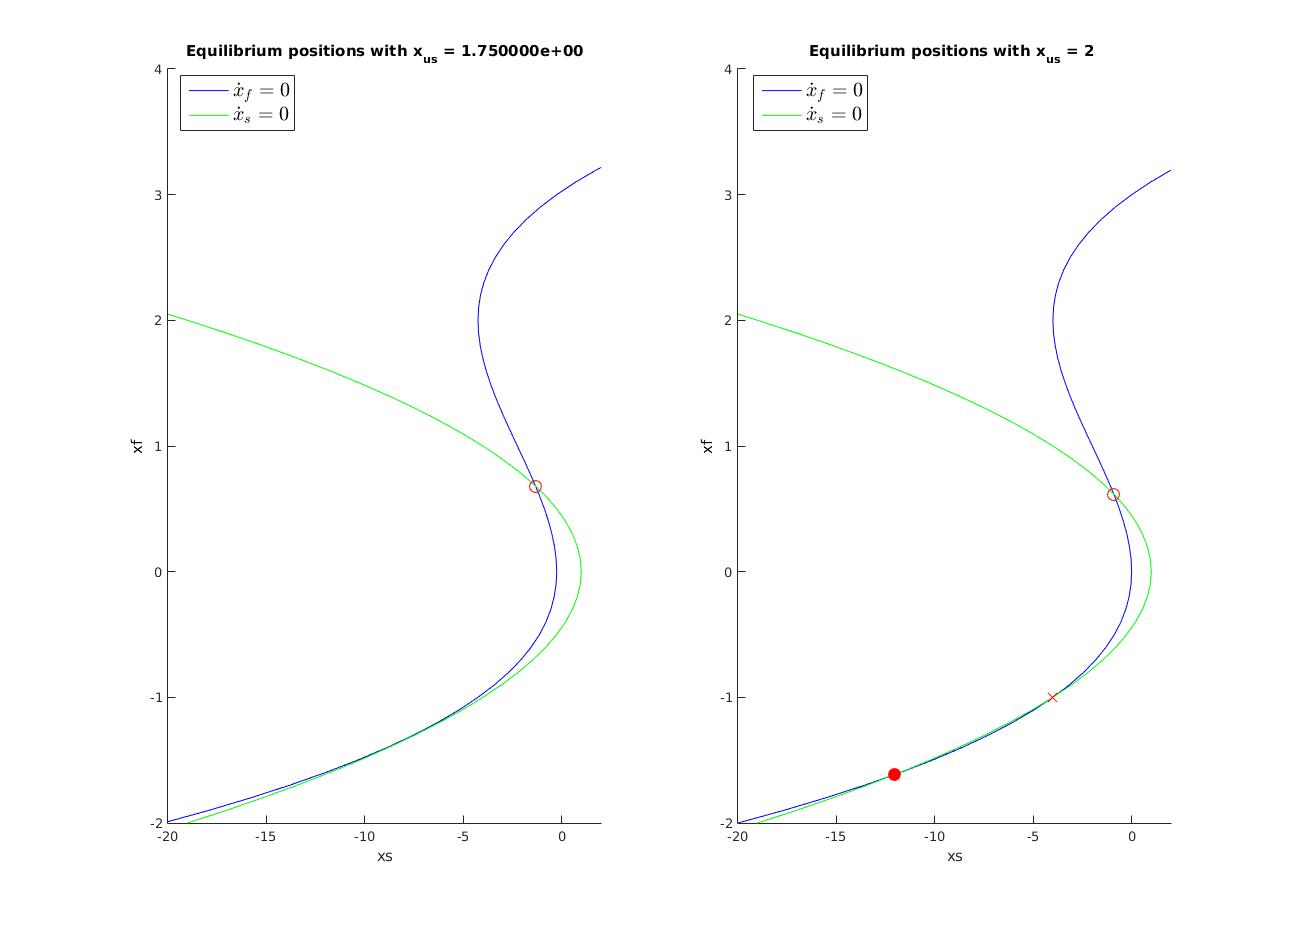 Equilibrium positions with x_us = 1.750000e+00
ẋ_f = 0
ẋ_s = 0
4
3
2
1
0
-1
-2
xf
-20
-15
-10
-5
0
xs
Equilibrium positions with x_us = 2
ẋ_f = 0
ẋ_s = 0
4
3
2
1
0
-1
-2
xf
-20
-15
-10
-5
0
xs